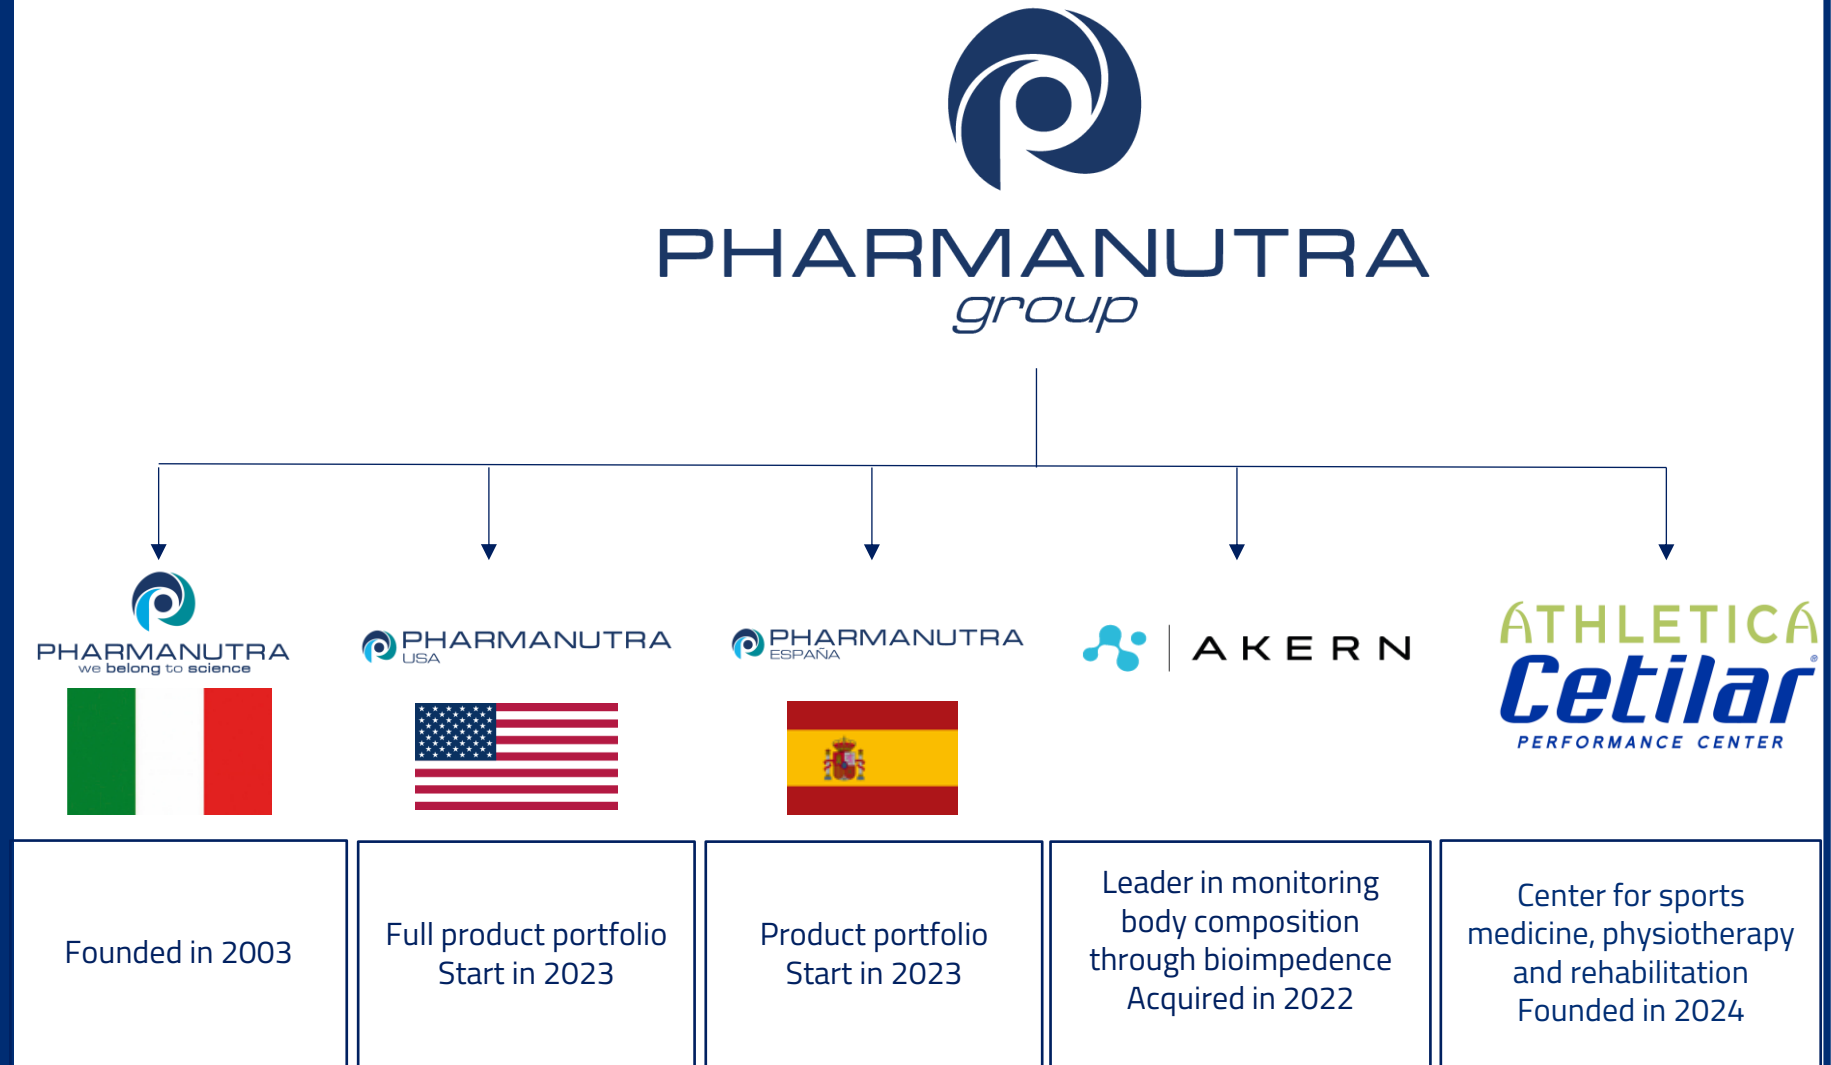 PHARMANUTRA
group
PHARMANUTRA
we belong to science
PHARMANUTRA
USA
PHARMANUTRA
ESPAÑA
AKERN
ATHLETICA
Cetilar®
PERFORMANCE CENTER
Founded in 2003
Full product portfolio
Start in 2023
Product portfolio
Start in 2023
Leader in monitoring
body composition
through bioimpedence
Acquired in 2022
Center for sports
medicine, physiotherapy
and rehabilitation
Founded in 2024